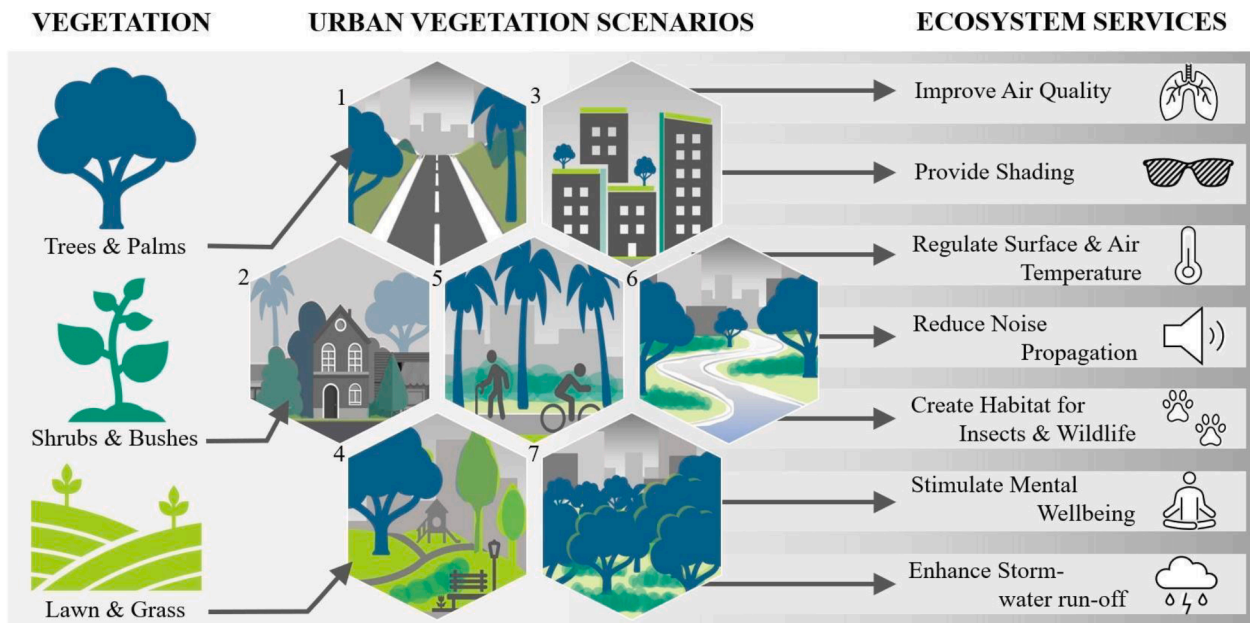 VEGETATION
URBAN VEGETATION SCENARIOS
ECOSYSTEM SERVICES
Trees & Palms
Shrubs & Bushes
Lawn & Grass
1
3
2
5
6
4
7
Improve Air Quality
Provide Shading
Regulate Surface & Air
Temperature
Reduce Noise
Propagation
Create Habitat for
Insects & Wildlife
Stimulate Mental
Wellbeing
Enhance Storm-
water run-off